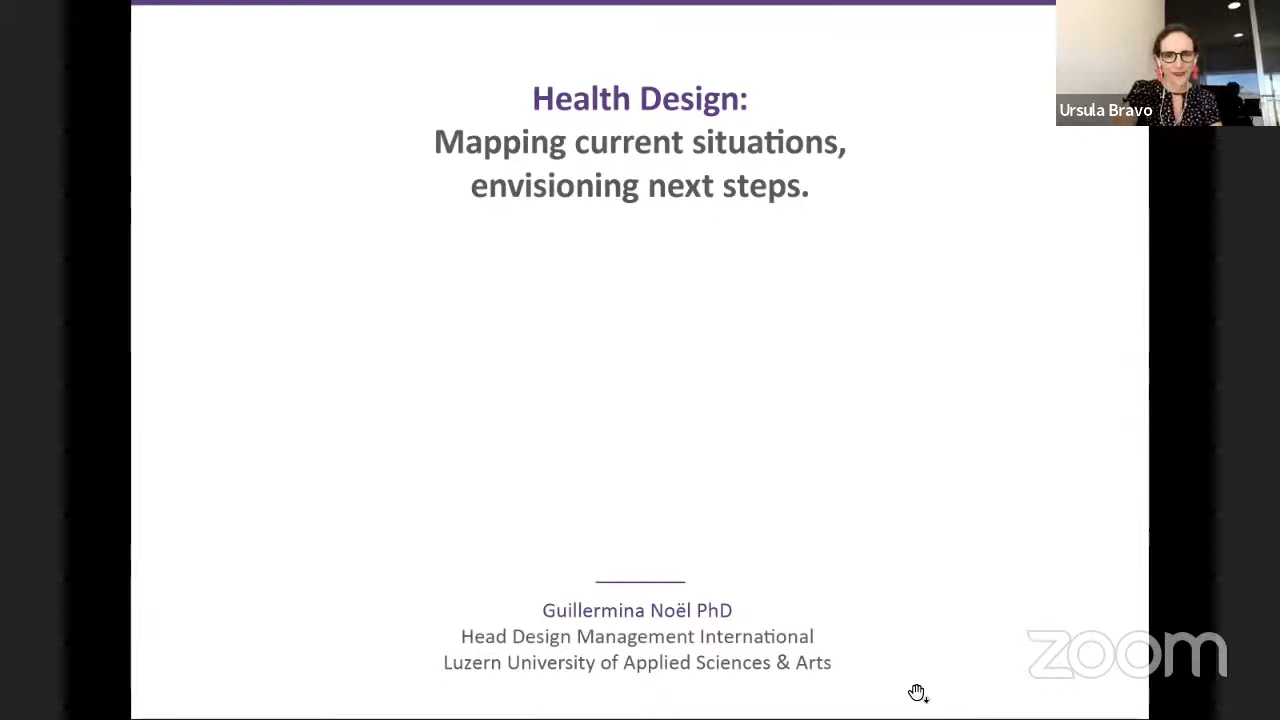 Health Design:
Mapping current situations,
envisioning next steps.
Ursula Bravo
Guillermina Noël PhD
Head Design Management International
Luzern University of Applied Sciences & Arts
zoom